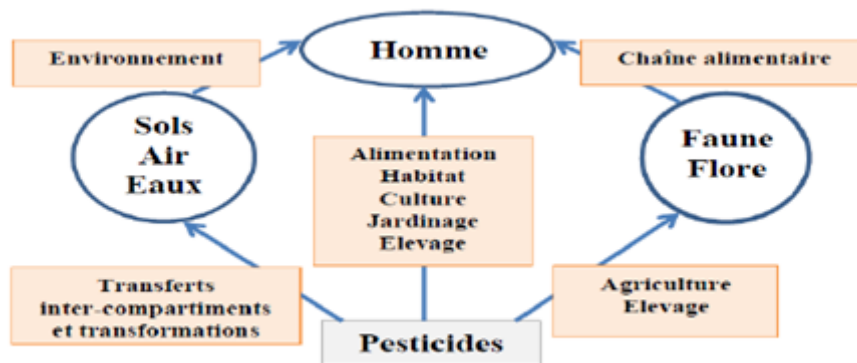 Homme
Environnement
Chaîne alimentaire
Sols
Air
Eaux
Alimentation
Habitat
Culture
Jardinage
Elevage
Faune
Flore
Transferts
inter-compartiments
et transformations
Agriculture
Elevage
Pesticides